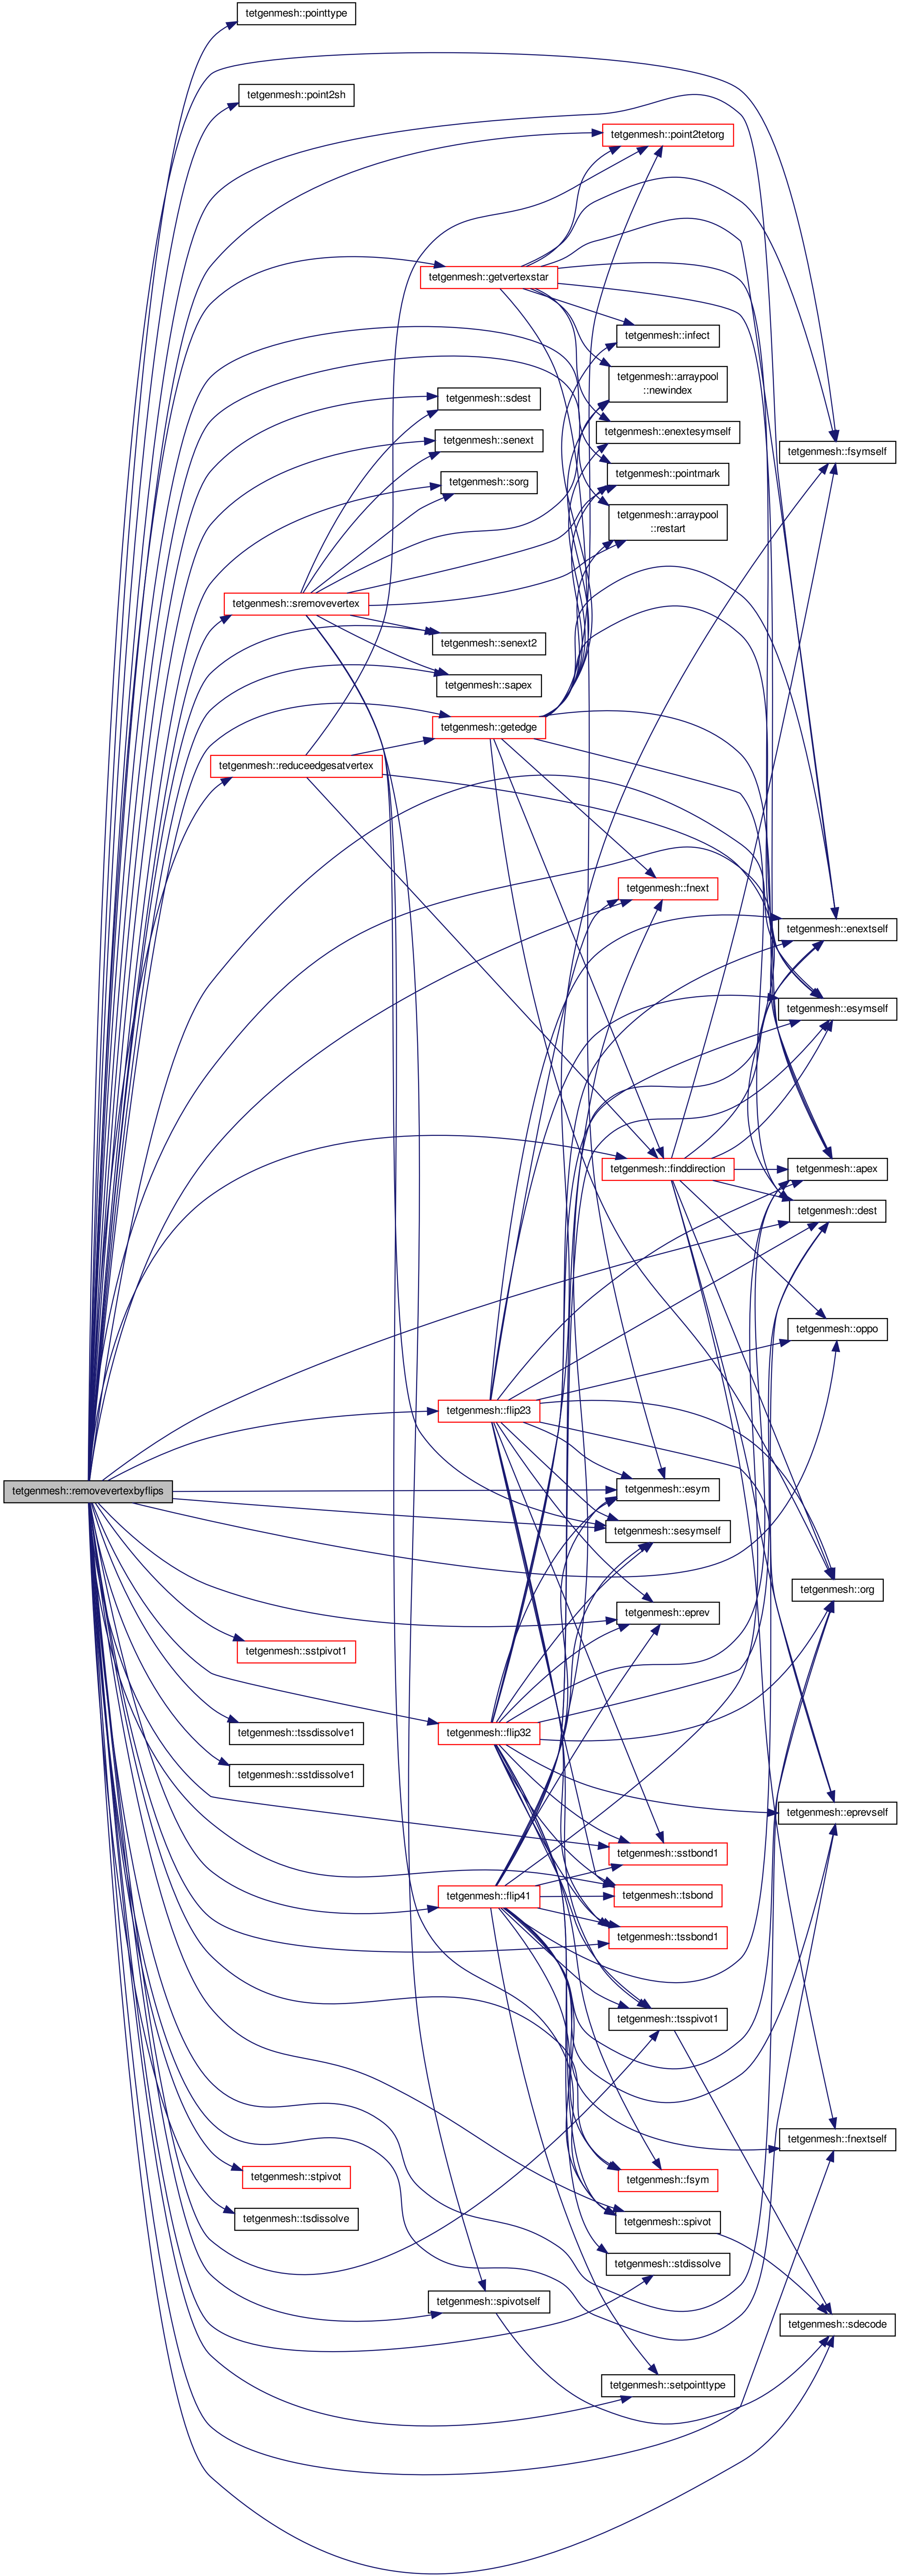 tetgenmesh::pointtype
tetgenmesh::point2sh
tetgenmesh::point2tetorg
tetgenmesh::getvertexstar
tetgenmesh::infect
tetgenmesh::arraypool
::newindex
tetgenmesh::sdest
tetgenmesh::enextesymself
tetgenmesh::senext
tetgenmesh::fsymself
tetgenmesh::pointmark
tetgenmesh::sorg
tetgenmesh::arraypool
::restart
tetgenmesh::sremovevertex
tetgenmesh::senext2
tetgenmesh::sapex
tetgenmesh::getedge
tetgenmesh::reduceedgesatvertex
tetgenmesh::fnext
tetgenmesh::enextself
tetgenmesh::esymself
tetgenmesh::finddirection
tetgenmesh::apex
tetgenmesh::dest
tetgenmesh::oppo
tetgenmesh::flip23
tetgenmesh::removevertexbyflips
tetgenmesh::esym
tetgenmesh::sesymself
tetgenmesh::org
tetgenmesh::eprev
tetgenmesh::sstpivot1
tetgenmesh::tssdissolve1
tetgenmesh::flip32
tetgenmesh::sstdissolve1
tetgenmesh::eprevself
tetgenmesh::sstbond1
tetgenmesh::flip41
tetgenmesh::tsbond
tetgenmesh::tssbond1
tetgenmesh::tsspivot1
tetgenmesh::fnextself
tetgenmesh::stpivot
tetgenmesh::fsym
tetgenmesh::tsdissolve
tetgenmesh::spivot
tetgenmesh::stdissolve
tetgenmesh::spivotself
tetgenmesh::sdecode
tetgenmesh::setpointtype